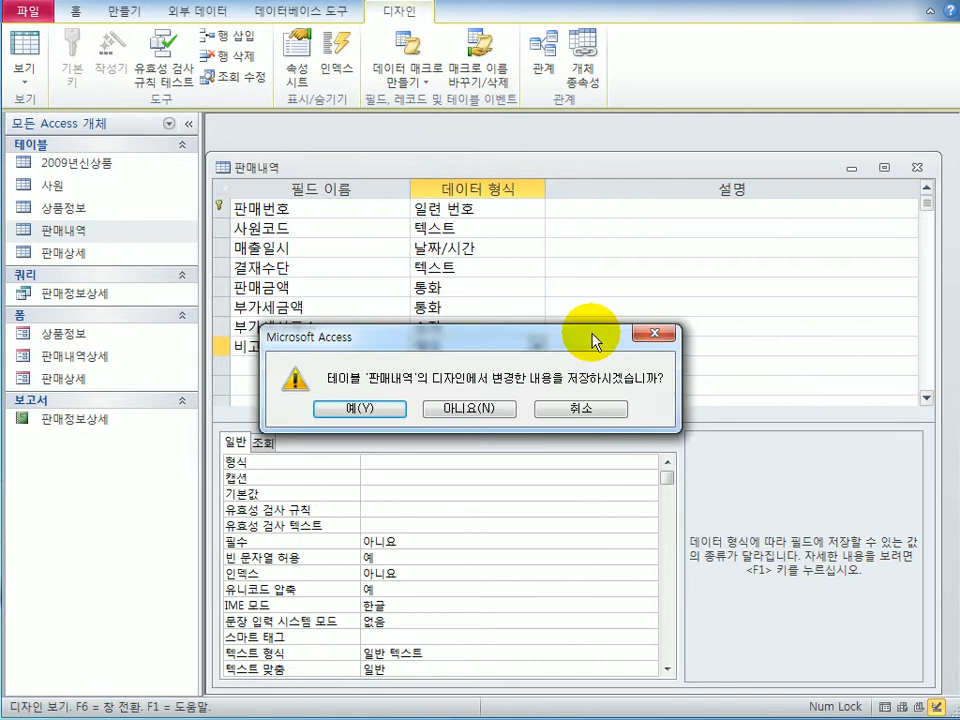 파일 홈 만들기 외부 데이터 데이터베이스 도구 디자인
보기
기본 키
작성기
유효성 검사 규칙 테스트
행 삽입
행 삭제
조회 수정
속성 시트
인덱스
데이터 매크로 만들기
매크로 이름 바꾸기/삭제
관계
개체 종속성
보기 도구 표시/숨기기 필드, 레코드 및 테이블 이벤트 관계
모든 Access 개체
테이블
2009년신상품
사원
상품정보
판매내역
판매상세
쿼리
판매정보상세
폼
상품정보
판매내역상세
판매상세
보고서
판매정보상세
판매내역
필드 이름 데이터 형식 설명
판매번호 일련 번호
사원코드 텍스트
매출일시 날짜/시간
결재수단 텍스트
판매금액 통화
부가세금액 통화
비고
Microsoft Access
테이블 '판매내역'의 디자인에서 변경한 내용을 저장하시겠습니까?
예(Y) 아니요(N) 취소
일반 조회
형식
캡션
기본값
유효성 검사 규칙
유효성 검사 텍스트
필수 아니요
빈 문자열 허용 예
인덱스 아니요
유니코드 압축 예
IME 모드 한글
문장 입력 시스템 모드 없음
스마트 태그
텍스트 형식 일반 텍스트
텍스트 맞춤 일반
데이터 형식에 따라 필드에 저장할 수 있는 값
의 종류가 달라집니다. 자세한 내용을 보려면
<F1> 키를 누르십시오.
디자인 보기. F6 = 창 전환. F1 = 도움말. Num Lock